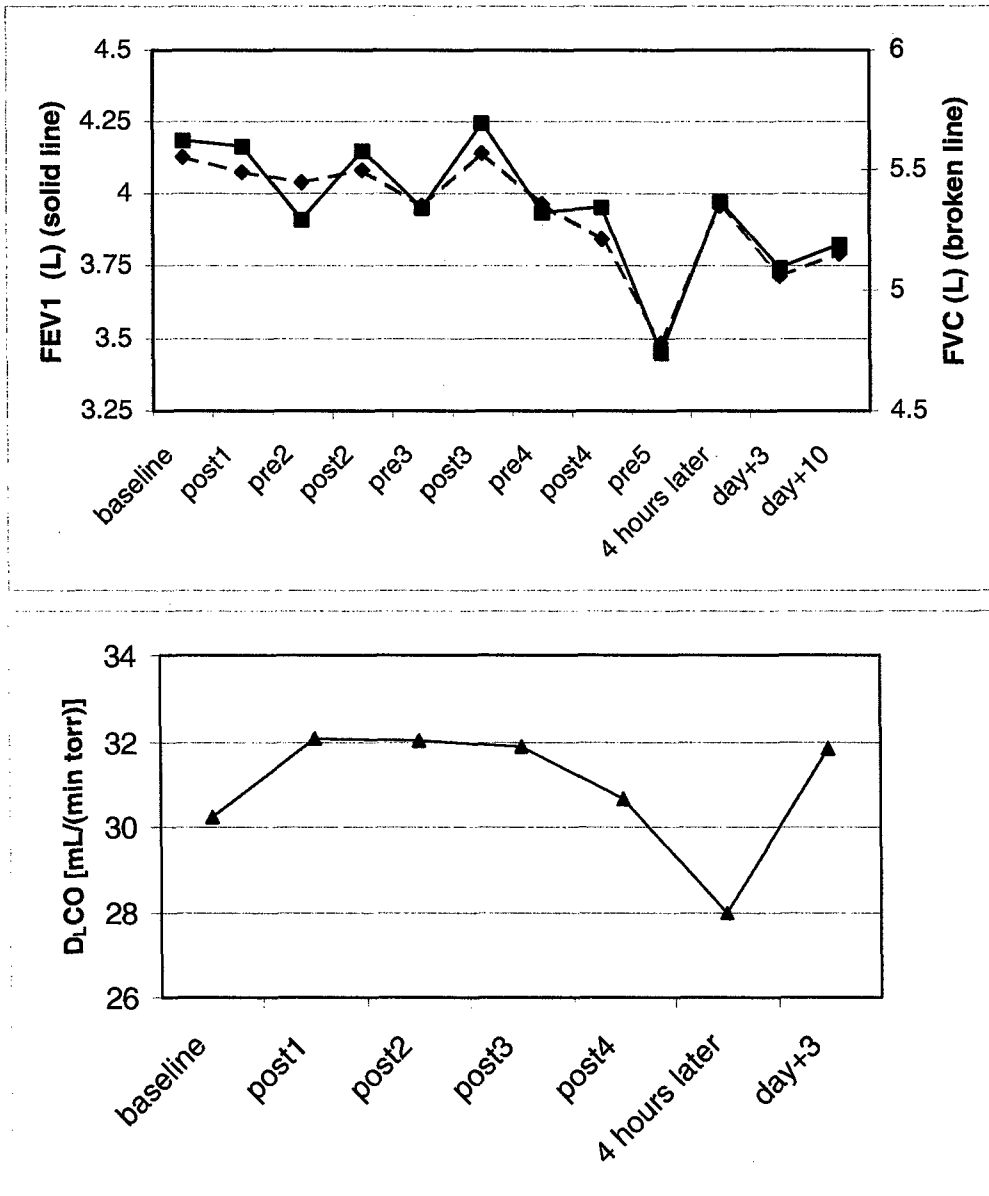 4.5
4.25
4
3.75
3.5
3.25
FEV1 (L) (solid line)
6
5.5
5
4.5
FVC (L) (broken line)
baseline
post1
pre2
post2
pre3
post3
pre4
post4
pre5
4 hours later
day+3
day+10
34
32
30
28
26
DLCO [mL/(min torr)]
baseline
post1
post2
post3
post4
4 hours later
day+3